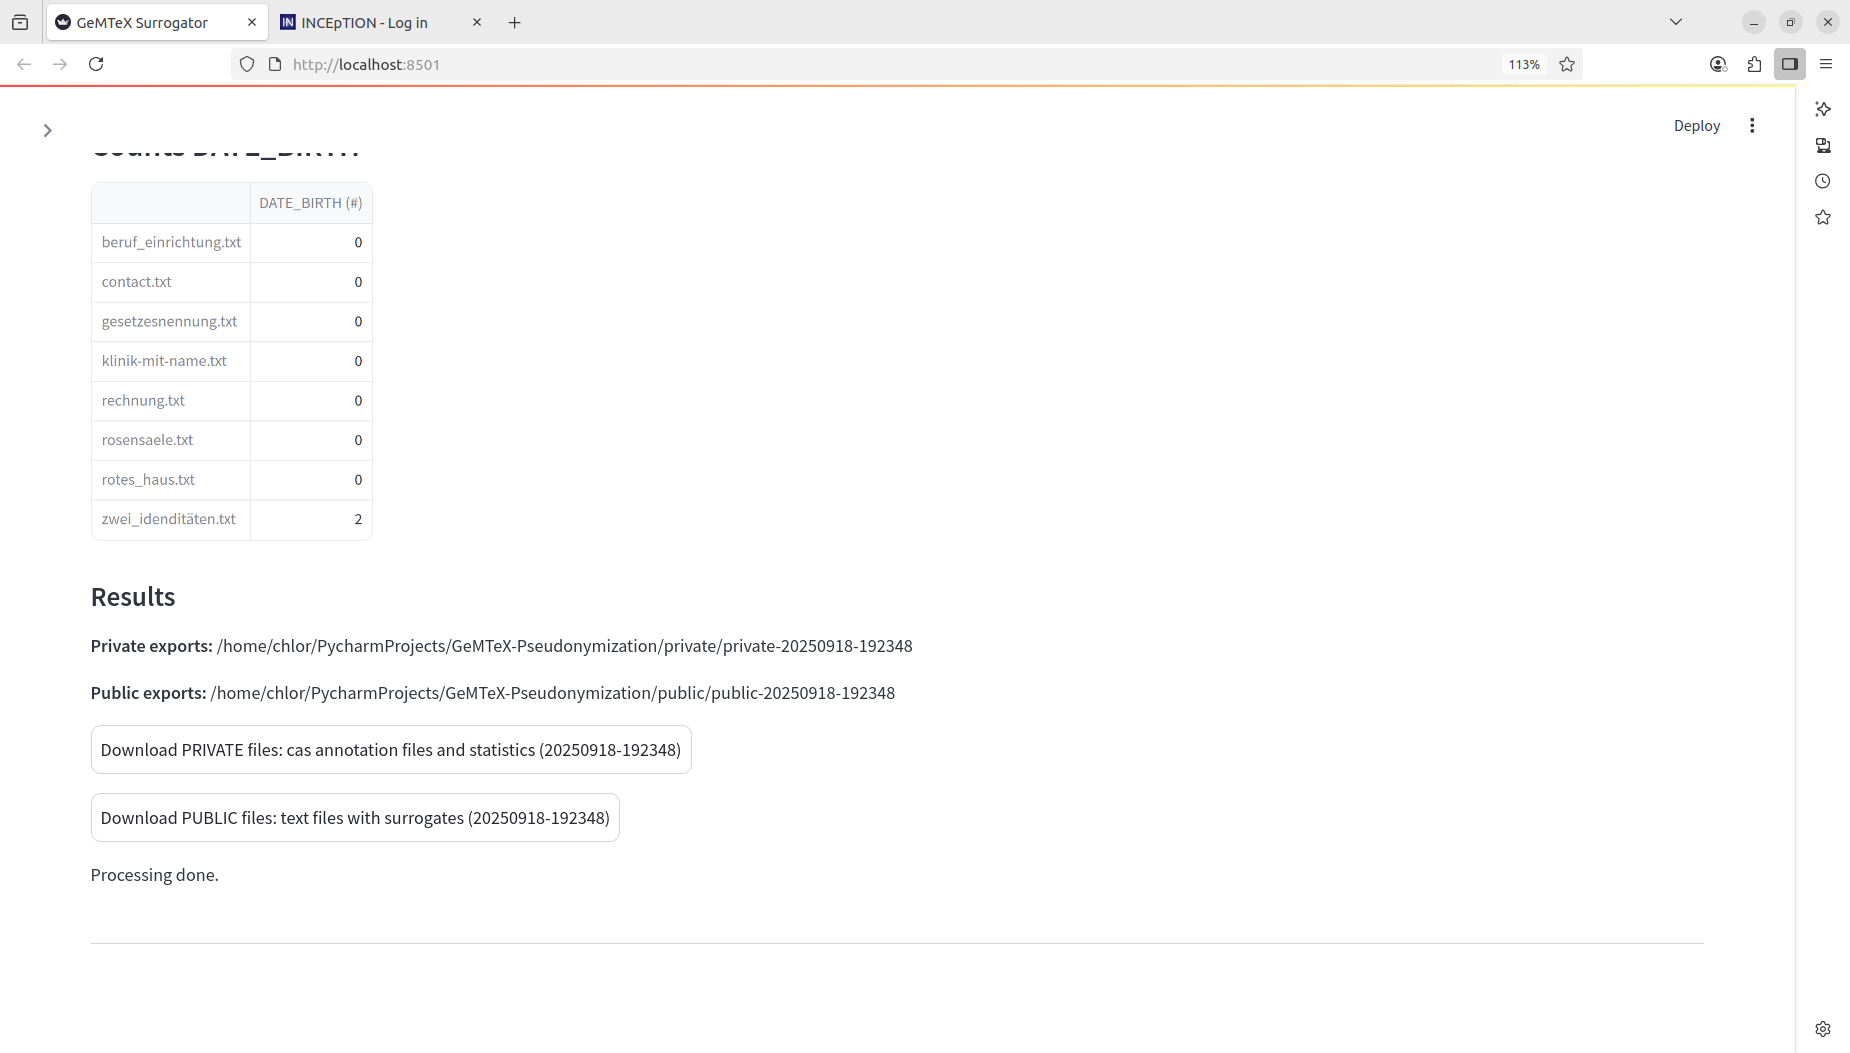 GeMTeX Surrogator
INCEpTION - Log in
http://localhost:8501
113%
Deploy
Counts DATE_BIRTH
DATE_BIRTH (#)
beruf_einrichtung.txt 0
contact.txt 0
gesetzesnennung.txt 0
klinik-mit-name.txt 0
rechnung.txt 0
rosensaele.txt 0
rotes_haus.txt 0
zwei_idenditäten.txt 2
Results
Private exports: /home/chlor/PycharmProjects/GeMTeX-Pseudonymization/private/private-20250918-192348
Public exports: /home/chlor/PycharmProjects/GeMTeX-Pseudonymization/public/public-20250918-192348
Download PRIVATE files: cas annotation files and statistics (20250918-192348)
Download PUBLIC files: text files with surrogates (20250918-192348)
Processing done.